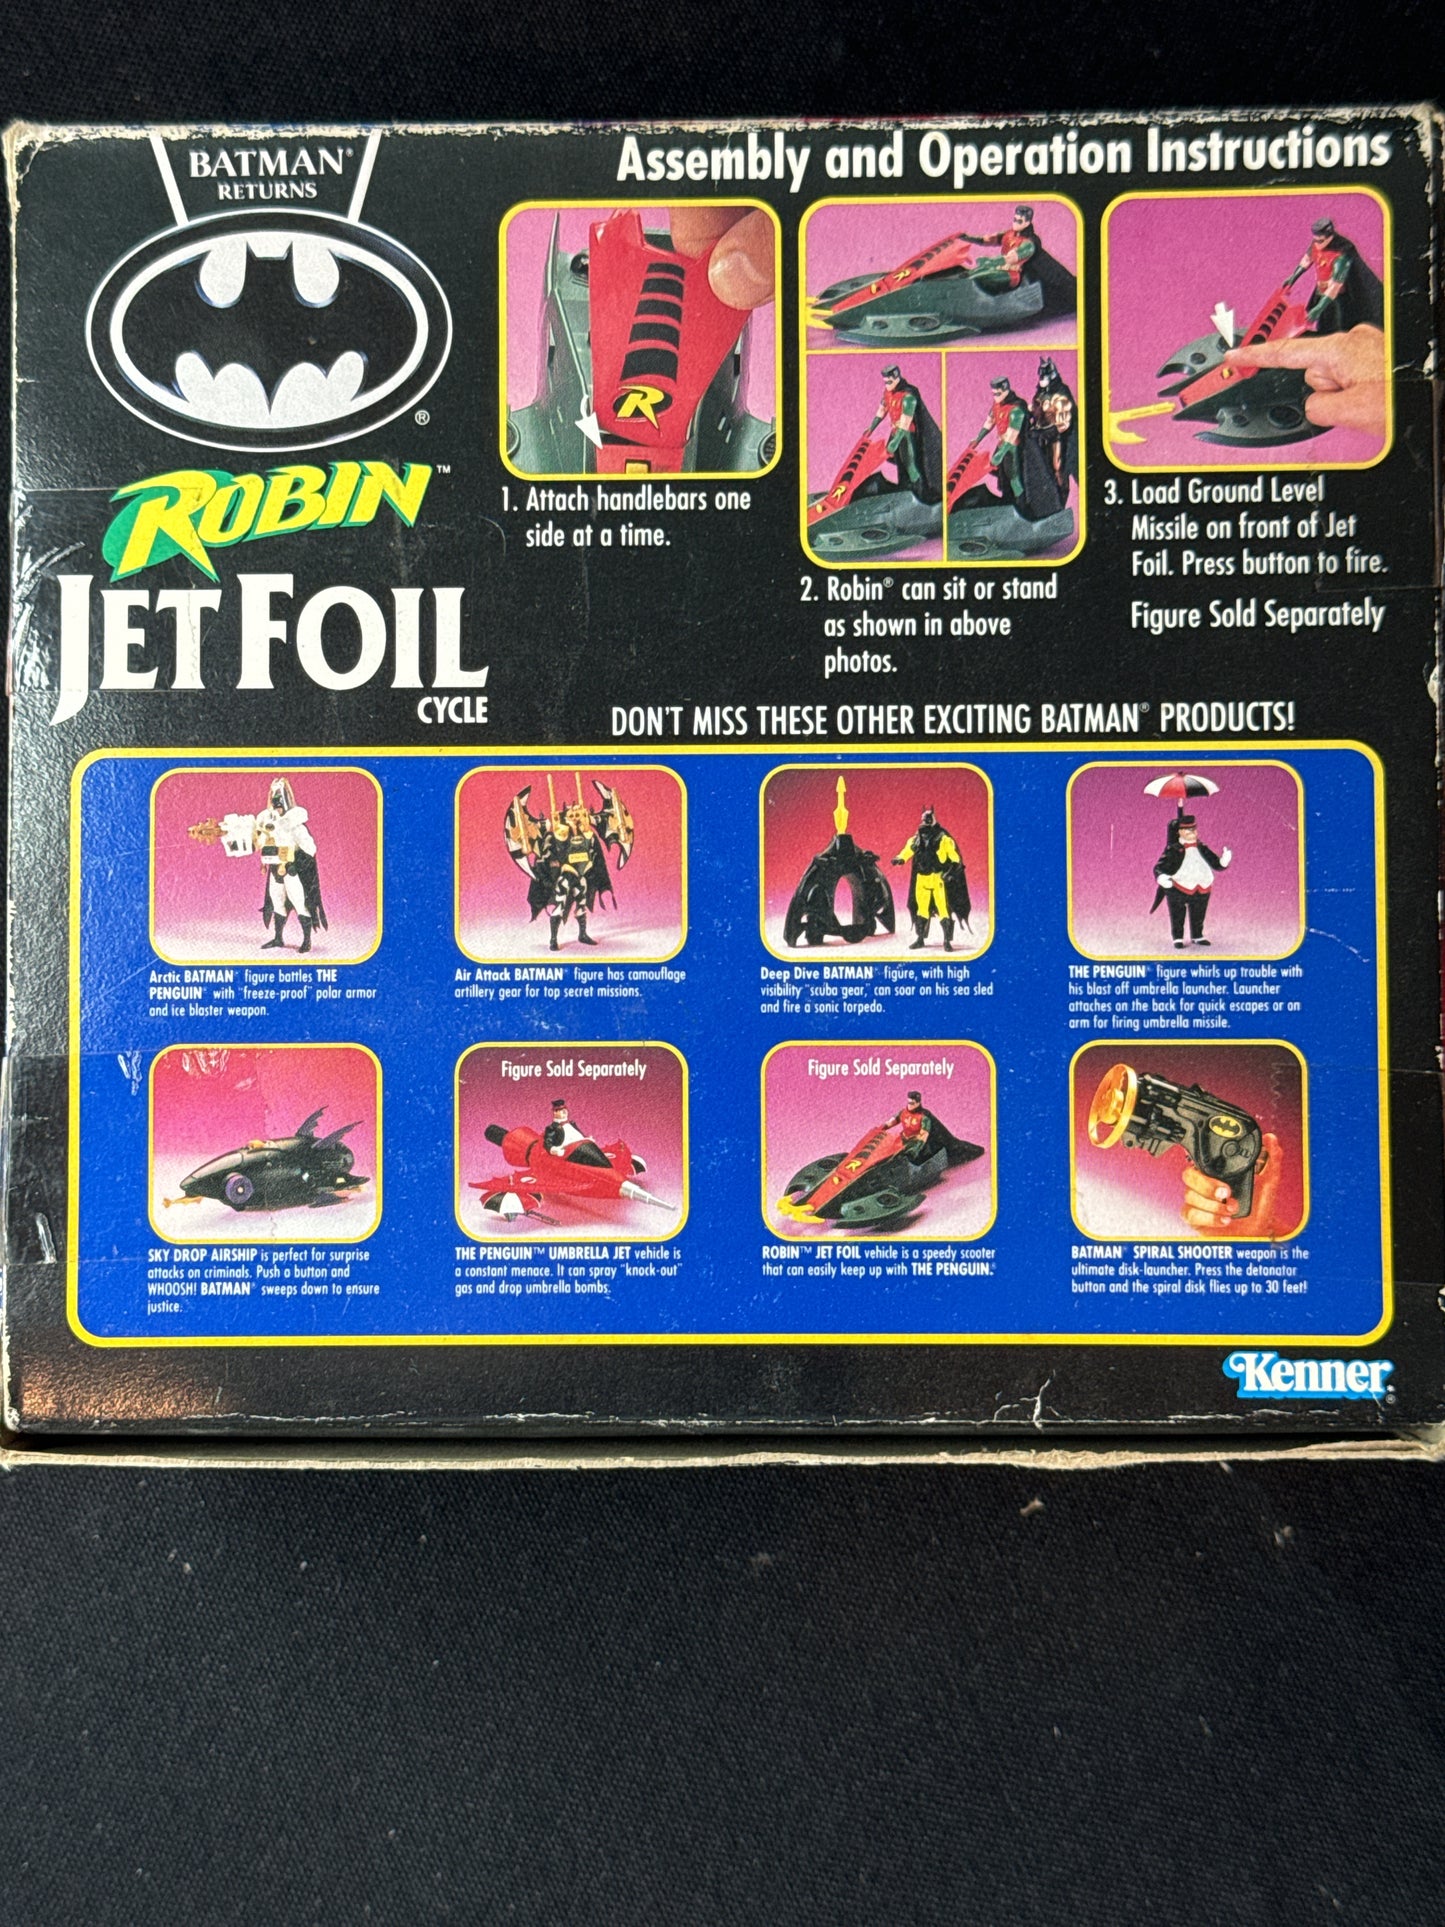 BATMAN®
RETURNS
®
ROBIN™
JET FOIL
CYCLE
Assembly and Operation Instructions
R
1. Attach handlebars one
side at a time.
2. Robin® can sit or stand
as shown in above
photos.
3. Load Ground Level
Missile on front of Jet
Foil. Press button to fire.
Figure Sold Separately
DON'T MISS THESE OTHER EXCITING BATMAN® PRODUCTS!
Arctic BATMAN® figure battles THE
PENGUIN® with "freeze-proof" polar armor
and ice blaster weapon.
Air Attack BATMAN® figure has camouflage
artillery gear for top secret missions.
Deep Dive BATMAN® figure, with high
visibility "scuba gear," can soar on his sea sled
and fire a sonic torpedo.
THE PENGUIN® figure whirls up trouble with
his blast off umbrella launcher. Launcher
attaches on the back for quick escapes or on
arm for firing umbrella missile.
SKY DROP AIRSHIP is perfect for surprise
attacks on criminals. Push a button and
WHOOSH! BATMAN® sweeps down to ensure
justice.
Figure Sold Separately
THE PENGUIN™ UMBRELLA JET vehicle is
a constant menace. It can spray "knock-out"
gas and drop umbrella bombs.
Figure Sold Separately
ROBIN™ JET FOIL vehicle is a speedy scooter
that can easily keep up with THE PENGUIN.®
BATMAN® SPIRAL SHOOTER weapon is the
ultimate disk-launcher. Press the detonator
button and the spiral disk flies up to 30 feet!
Kenner®